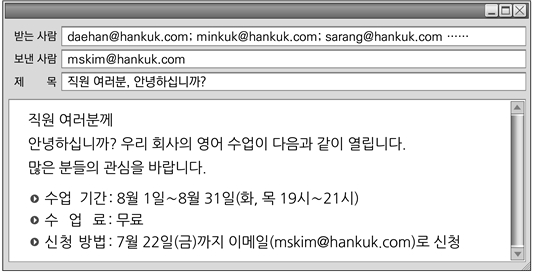 받는 사람 daehan@hankuk.com; minkuk@hankuk.com; sarang@hankuk.com ……
보낸 사람 mskim@hankuk.com
제 목 직원 여러분, 안녕하십니까?
직원 여러분께
안녕하십니까? 우리 회사의 영어 수업이 다음과 같이 열립니다.
많은 분들의 관심을 바랍니다.
수업 기간: 8월 1일~8월 31일(화, 목 19시~21시)
수 업 료: 무료
신청 방법: 7월 22일(금)까지 이메일(mskim@hankuk.com)로 신청